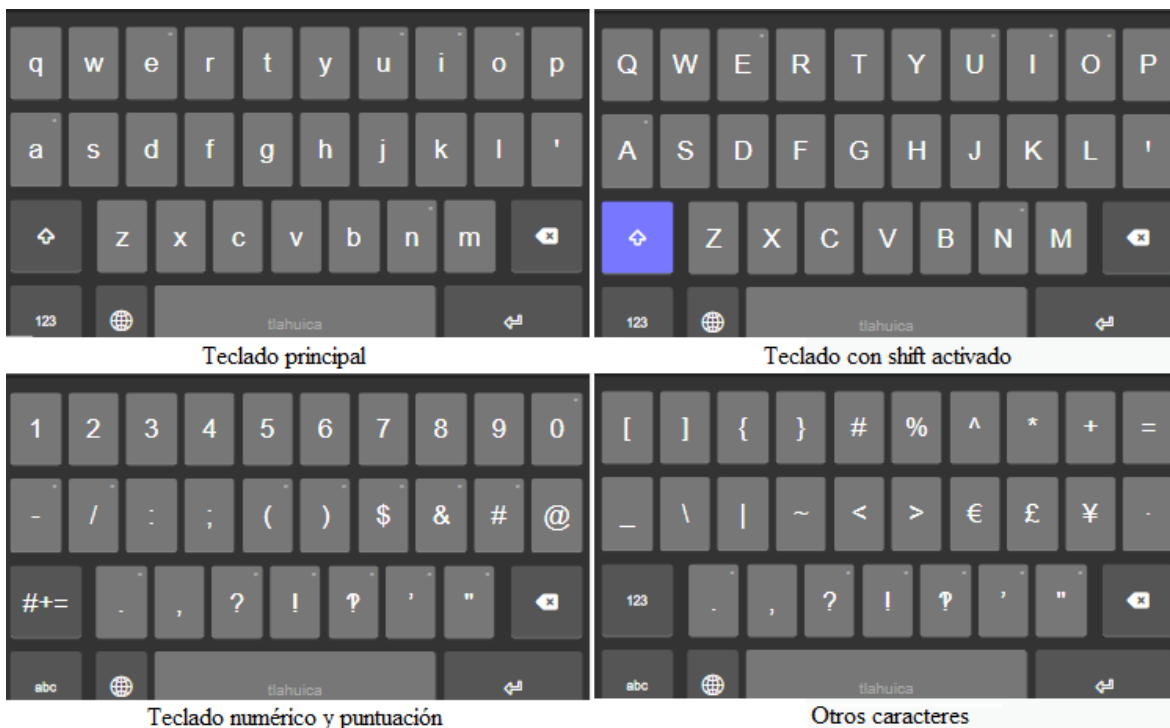 q w e r t y u i o p
a s d f g h j k l '
z x c v b n m
123 tlahuica
Teclado principal
Q W E R T Y U I O P
A S D F G H J K L '
Z X C V B N M
123 tlahuica
Teclado con shift activado
1 2 3 4 5 6 7 8 9 0
- / : ; ( ) $ & # @
#+= . , ? ! ‽ ’ "
abc tlahuica
Teclado numérico y puntuación
[ ] { } # % ^ * + =
_ \ | ~ < > € £ ¥ ·
123 . , ? ! ‽ ’ "
abc tlahuica
Otros caracteres